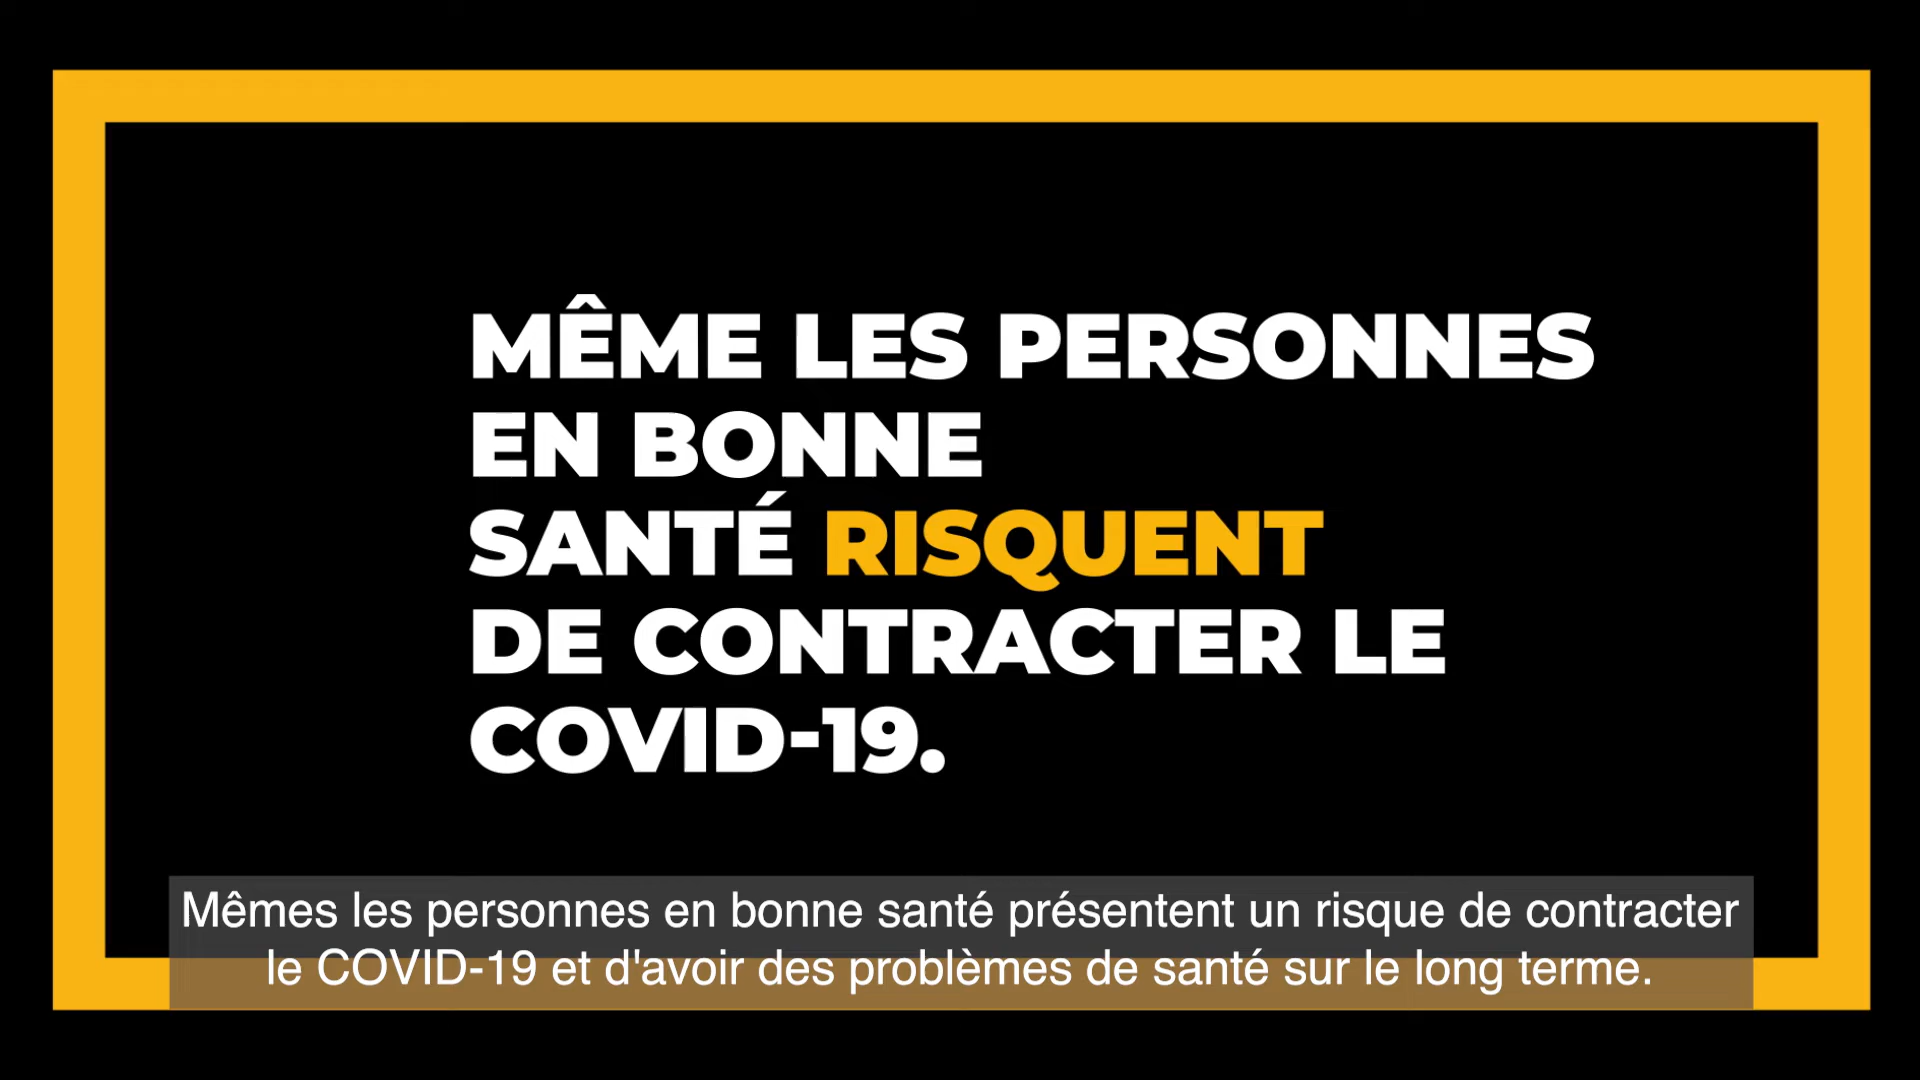 MÊME LES PERSONNES
EN BONNE
SANTÉ RISQUENT
DE CONTRACTER LE
COVID-19.
Mêmes les personnes en bonne santé présentent un risque de contracter
le COVID-19 et d'avoir des problèmes de santé sur le long terme.